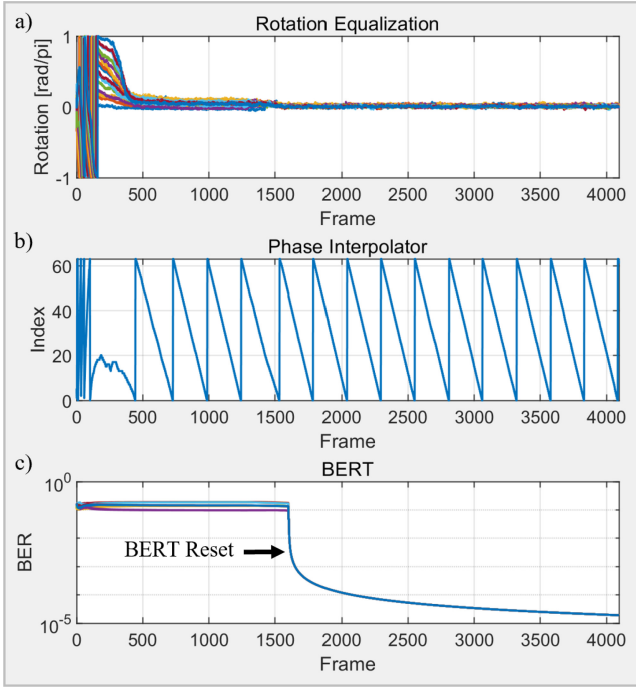 a)
Rotation Equalization
Rotation [rad/pi]
1
0
-1
0 500 1000 1500 2000 2500 3000 3500 4000
Frame
b)
Phase Interpolator
Index
60
40
20
0
0 500 1000 1500 2000 2500 3000 3500 4000
Frame
c)
BERT
BER
10^0
BERT Reset
10^-5
0 500 1000 1500 2000 2500 3000 3500 4000
Frame